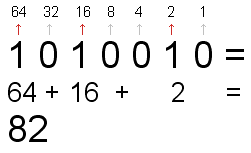 64 32 16 8 4 2 1
↑ ↑ ↑ ↑ ↑ ↑ ↑
1 0 1 0 0 1 0 =
64 + 16 + 2 =
82